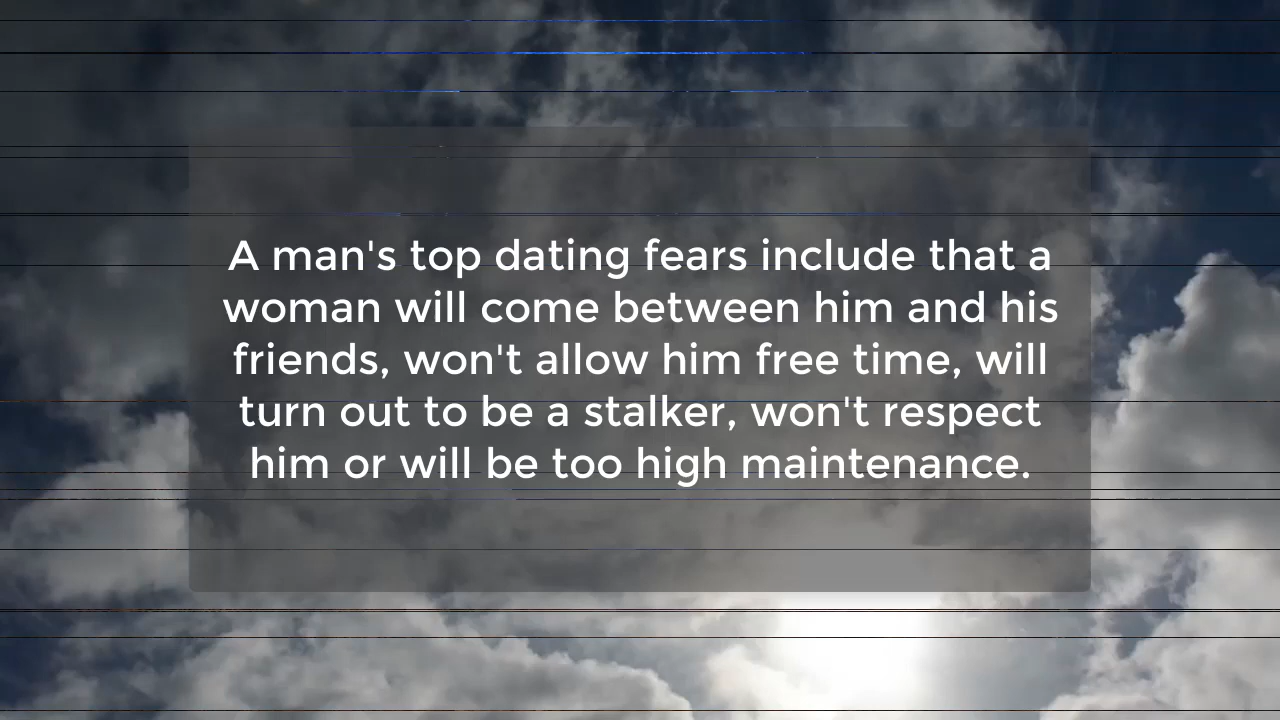 A man's top dating fears include that a
woman will come between him and his
friends, won't allow him free time, will
turn out to be a stalker, won't respect
him or will be too high maintenance.